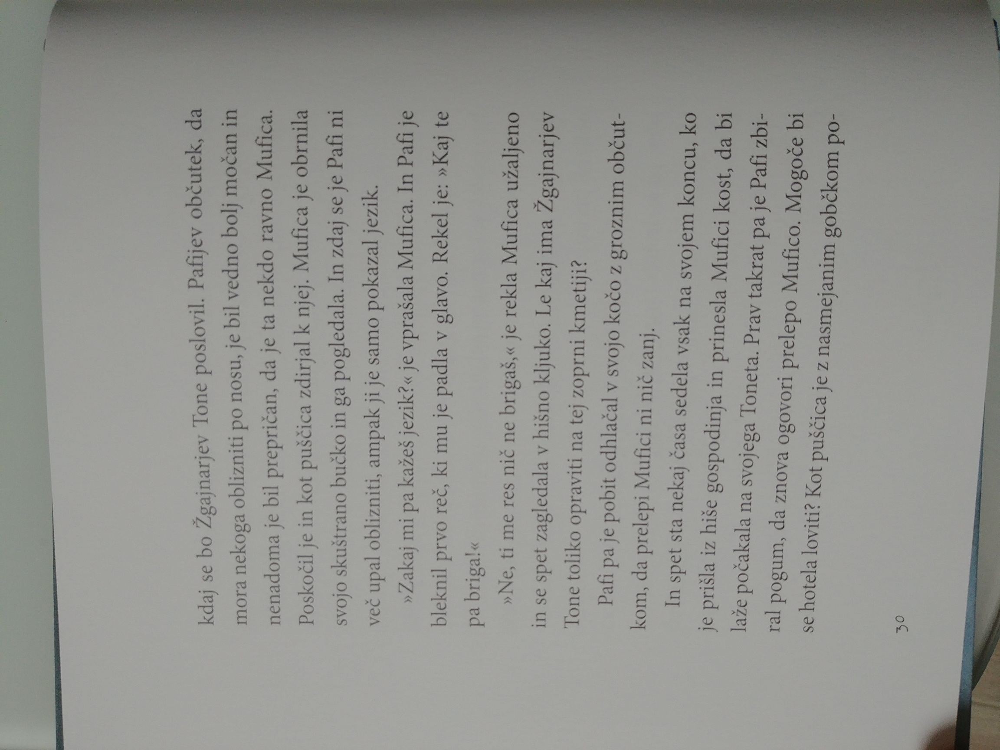 kdaj se bo Žgajnarjev Tone poslovil. Pafijev občutek, da
mora nekoga oblizniti po nosu, je bil vedno bolj močan in
nenadoma je bil prepričan, da je ta nekdo ravno Mufica.
Poskočil je in kot puščica zdirjal k njej. Mufica je obrnila
svojo skuštrano bučko in ga pogledala. In zdaj se je Pafi ni
več upal oblizniti, ampak ji je samo pokazal jezik.
»Zakaj mi pa kažeš jezik?« je vprašala Mufica. In Pafi je
bleknil prvo reč, ki mu je padla v glavo. Rekel je: »Kaj te
pa briga!«
»Ne, ti me res nič ne brigaš,« je rekla Mufica užaljeno
in se spet zagledala v hišno kljuko. Le kaj ima Žgajnarjev
Tone toliko opraviti na tej zoprni kmetiji?
Pafi pa je pobit odhlačal v svojo kočo z groznim občut-
kom, da prelepi Mufici ni nič zanj.
In spet sta nekaj časa sedela vsak na svojem koncu, ko
je prišla iz hiše gospodinja in prinesla Mufici kost, da bi
laže počakala na svojega Toneta. Prav takrat pa je Pafi zbi-
ral pogum, da znova ogovori prelepo Mufico. Mogoče bi
se hotela loviti? Kot puščica je z nasmejanim gobčkom po-
30